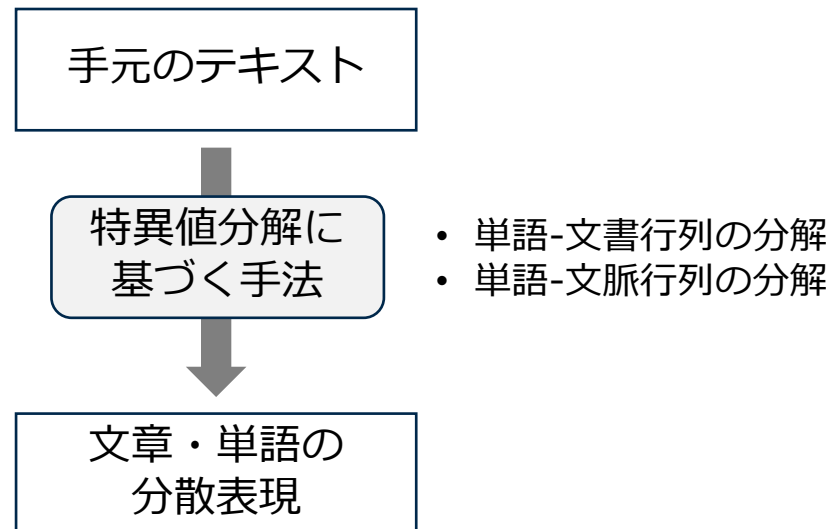 手元のテキスト
特異値分解に
基づく手法
• 単語-文書行列の分解
• 単語-文脈行列の分解
文章・単語の
分散表現